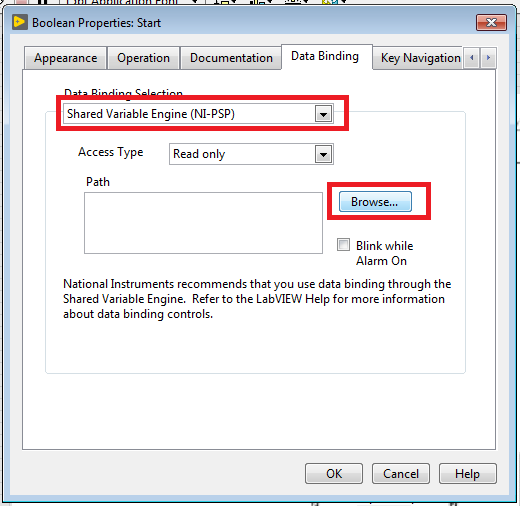 Boolean Properties: Start
Appearance Operation Documentation Data Binding Key Navigation
Data Binding Selection
Shared Variable Engine (NI-PSP)
Access Type Read only
Path
Browse...
Blink while
Alarm On
National Instruments recommends that you use data binding through the
Shared Variable Engine. Refer to the LabVIEW Help for more information
about data binding controls.
OK Cancel Help